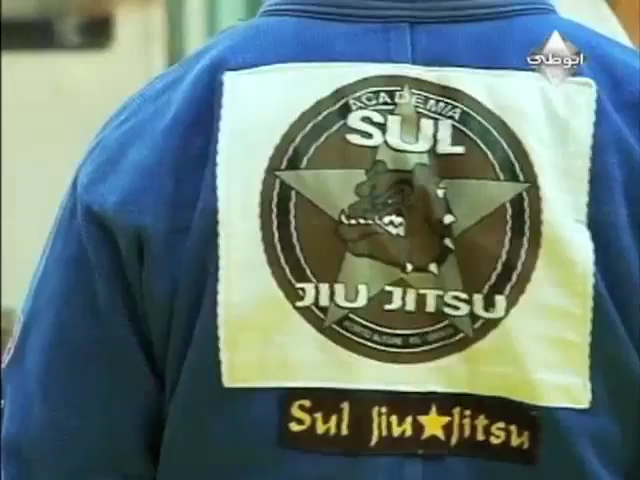 ابوظبي
ACADEMIA
SUL
JIU JITSU
Sul Jiu★Jitsu